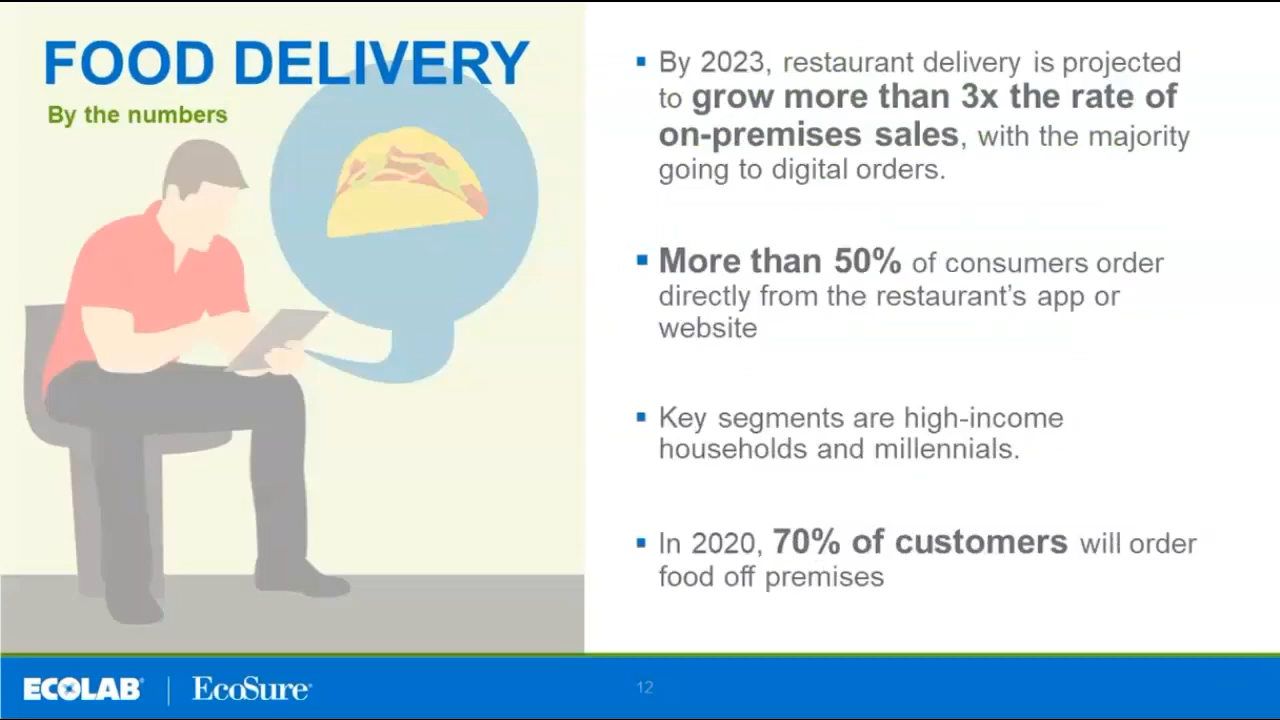 FOOD DELIVERY
By the numbers
▪ By 2023, restaurant delivery is projected
to grow more than 3x the rate of
on-premises sales, with the majority
going to digital orders.
▪ More than 50% of consumers order
directly from the restaurant's app or
website
▪ Key segments are high-income
households and millennials.
▪ In 2020, 70% of customers will order
food off premises
ECOLAB® | EcoSure®
12